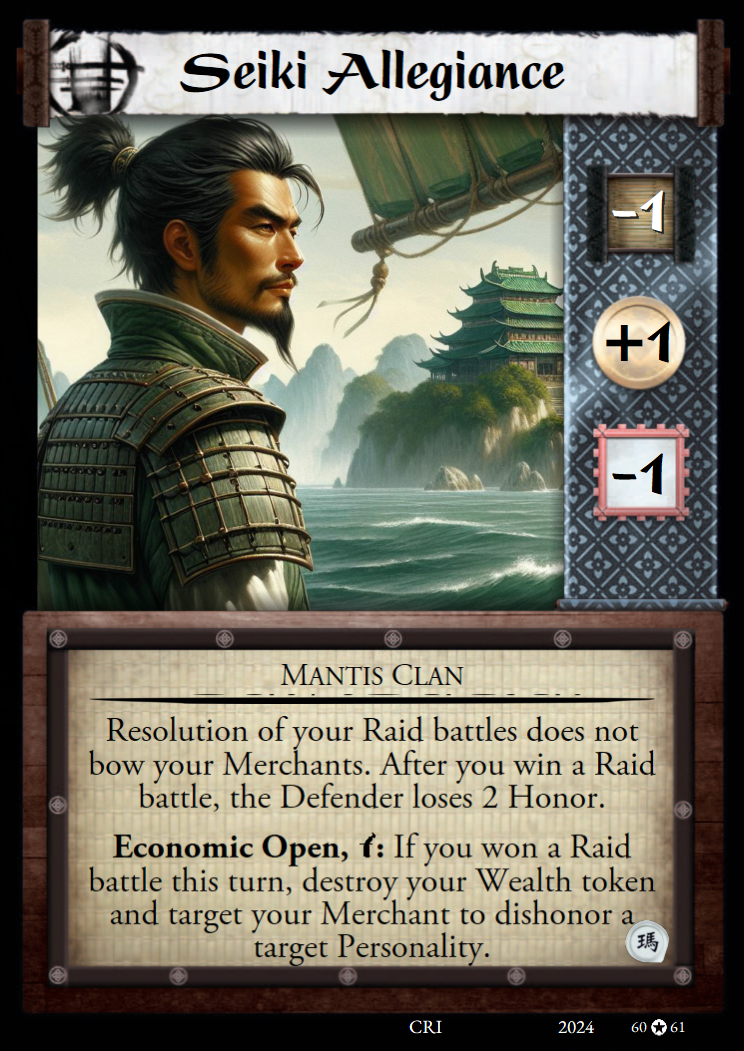 Seiki Allegiance
-1
+1
-1
MANTIS CLAN
Resolution of your Raid battles does not
bow your Merchants. After you win a Raid
battle, the Defender loses 2 Honor.
Economic Open, : If you won a Raid
battle this turn, destroy your Wealth token
and target your Merchant to dishonor a
target Personality.
瑪
CRI 2024 60 61